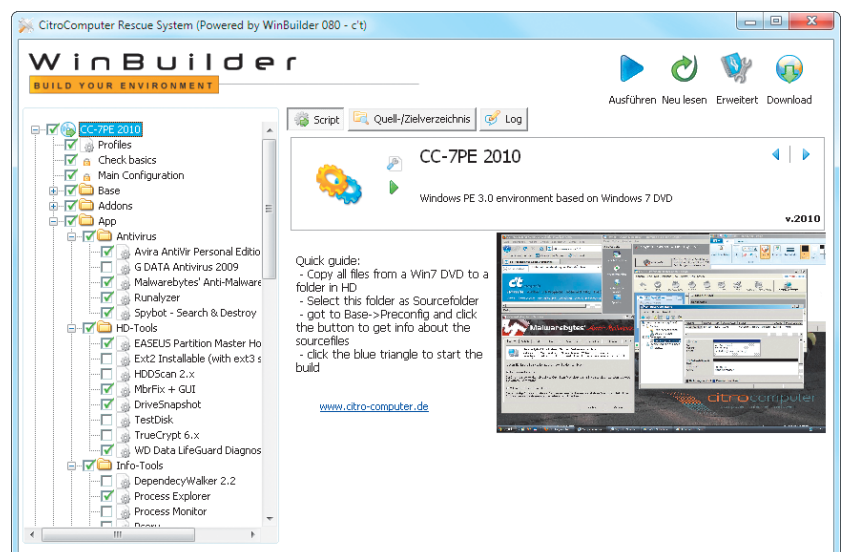 CitroComputer Rescue System (Powered by WinBuilder 080 - c't)
WinBuilder
BUILD YOUR ENVIRONMENT
Ausführen Neu lesen Erweitert Download
Script Quell-/Zielverzeichnis Log
CC-7PE 2010
Profiles
Check basics
Main Configuration
Base
Addons
App
Antivirus
Avira AntiVir Personal Editio
G DATA Antivirus 2009
Malwarebytes' Anti-Malware
Runalyzer
Spybot - Search & Destroy
HD-Tools
EASEUS Partition Master Ho
Ext2 Installable (with ext3 s
HDDScan 2.x
MbrFix + GUI
DriveSnapshot
TestDisk
TrueCrypt 6.x
WD Data LifeGuard Diagnos
Info-Tools
DependecyWalker 2.2
Process Explorer
Process Monitor
CC-7PE 2010
Windows PE 3.0 environment based on Windows 7 DVD
v.2010
Quick guide:
- Copy all files from a Win7 DVD to a
folder in HD
- Select this folder as Sourcefolder
- got to Base->Preconfig and click
the button to get info about the
sourcefiles
- click the blue triangle to start the
build
www.citro-computer.de
ct
Malwarebytes'
citrocomputer